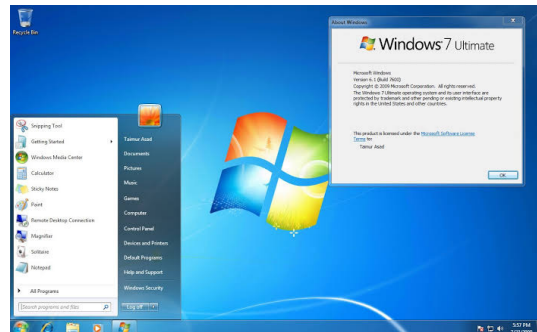 Recycle Bin
About Windows
Windows 7 Ultimate
Microsoft Windows
Version 6.1 (Build 7600)
Copyright © 2009 Microsoft Corporation. All rights reserved.
The Windows 7 Ultimate operating system and its user interface are
protected by trademark and other pending or existing intellectual property
rights in the United States and other countries.
This product is licensed under the Microsoft Software License
Terms to:
Taimur Asad
OK
Snipping Tool
Getting Started
Windows Media Center
Calculator
Sticky Notes
Paint
Remote Desktop Connection
Magnifier
Solitaire
Notepad
All Programs
Search programs and files
Taimur Asad
Documents
Pictures
Music
Games
Computer
Control Panel
Devices and Printers
Default Programs
Help and Support
Windows Security
Log off
5:57 PM